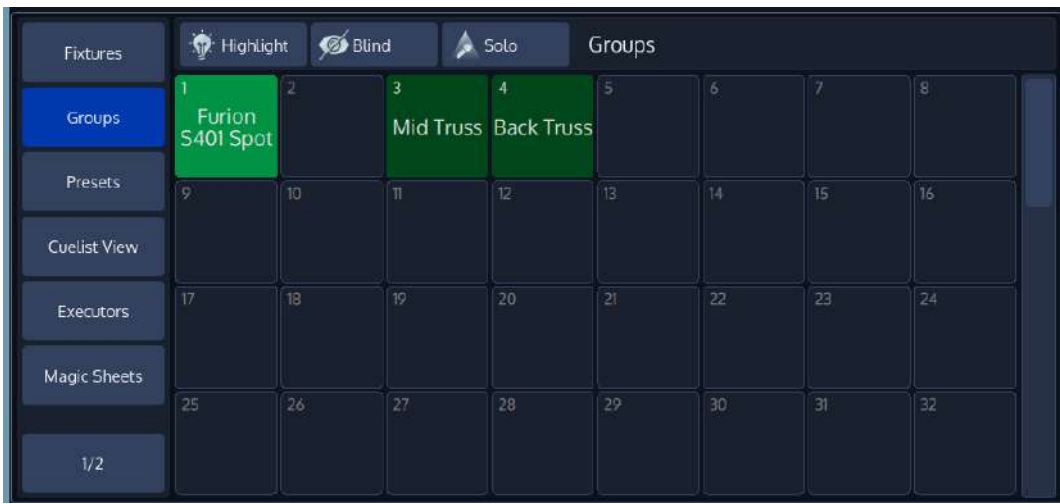 Fixtures
Highlight
Blind
Solo
Groups
Groups
1
Furion
S401 Spot
2
3
Mid Truss
4
Back Truss
5
6
7
8
Presets
9
10
11
12
13
14
15
16
Cuelist View
Executors
17
18
19
20
21
22
23
24
Magic Sheets
25
26
27
28
29
30
31
32
1/2